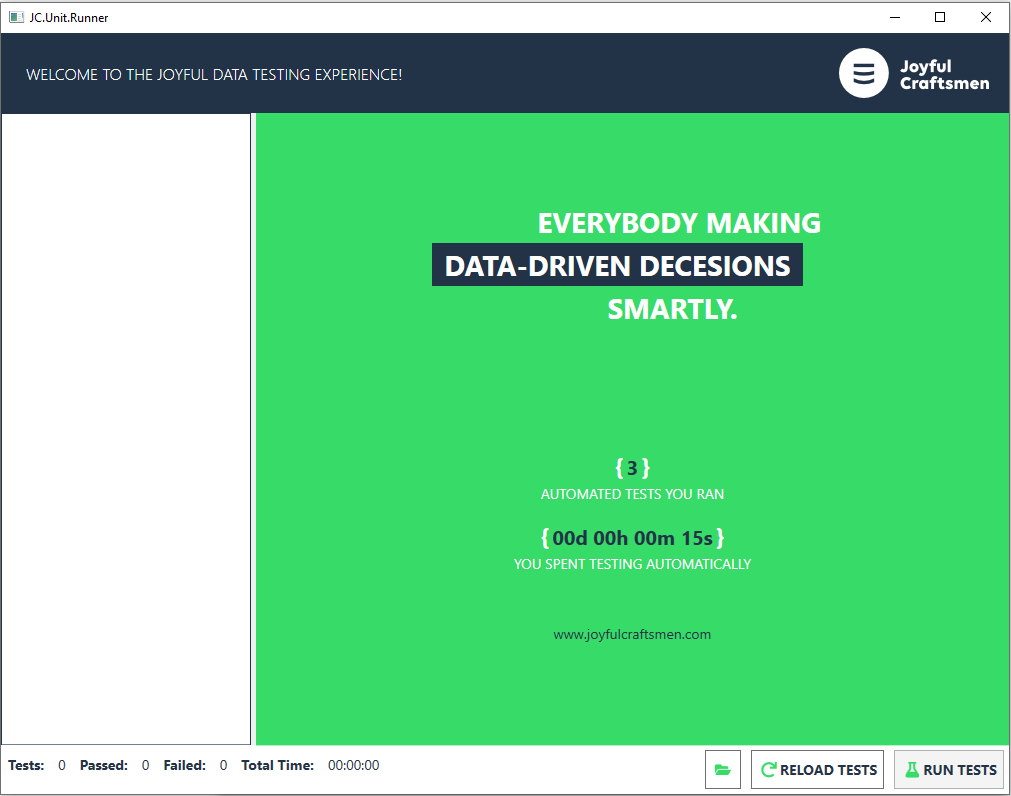 JC.Unit.Runner
WELCOME TO THE JOYFUL DATA TESTING EXPERIENCE!
Joyful
Craftsmen
EVERYBODY MAKING
DATA-DRIVEN DECESIONS
SMARTLY.
{ 3 }
AUTOMATED TESTS YOU RAN
{ 00d 00h 00m 15s }
YOU SPENT TESTING AUTOMATICALLY
www.joyfulcraftsmen.com
Tests: 0 Passed: 0 Failed: 0 Total Time: 00:00:00
RELOAD TESTS
RUN TESTS